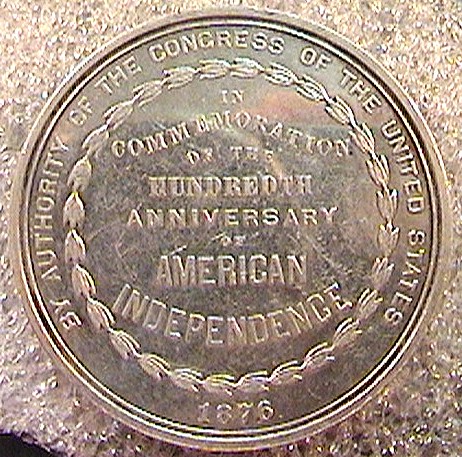 BY AUTHORITY OF THE CONGRESS OF THE UNITED STATES
IN
COMMEMORATION
OF THE
HUNDREDTH
ANNIVERSARY
OF
AMERICAN
INDEPENDENCE
1876